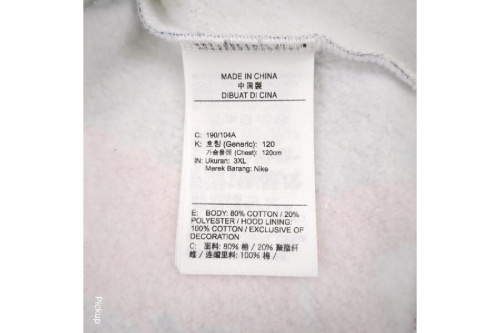 MADE IN CHINA
中国製
DIBUAT DI CINA
C: 190/104A
K: 호칭 (Generic): 120
가슴둘레 (Chest): 120cm
IN: Ukuran: 3XL
Merek Barang: Nike
E: BODY: 80% COTTON / 20%
POLYESTER / HOOD LINING:
100% COTTON / EXCLUSIVE OF
DECORATION
C: 面料: 80% 棉 / 20% 聚酯纤
维 / 连帽里料: 100% 棉 /
Pickup